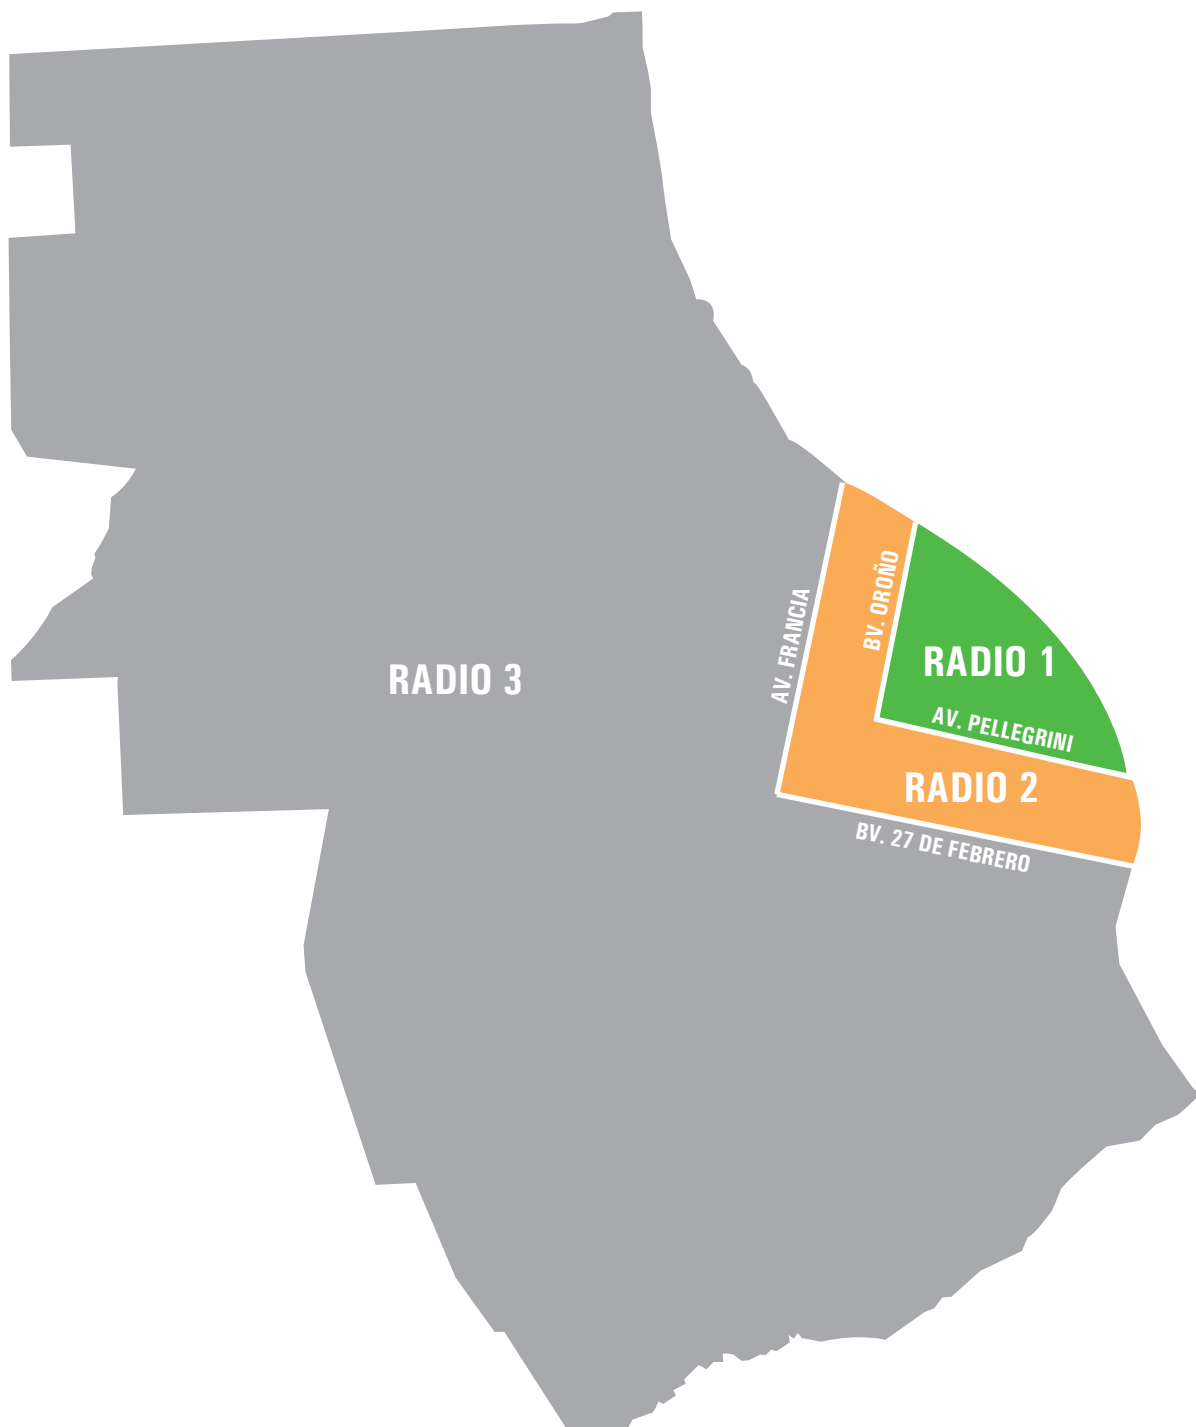 BV. OROÑO
AV. FRANCIA
RADIO 1
RADIO 3
AV. PELLEGRINI
RADIO 2
BV. 27 DE FEBRERO